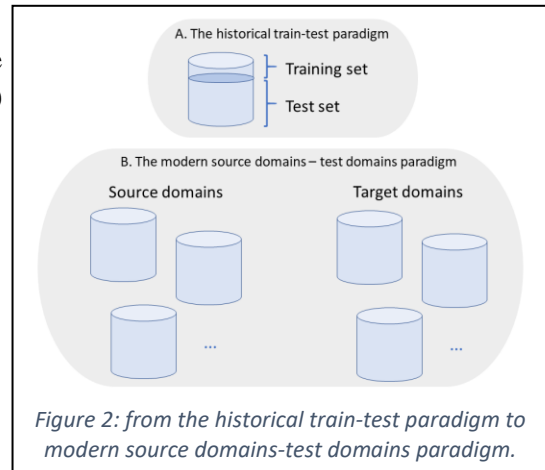 A. The historical train-test paradigm
Training set
Test set
B. The modern source domains – test domains paradigm
Source domains
Target domains
...
...
Figure 2: from the historical train-test paradigm to
modern source domains-test domains paradigm.